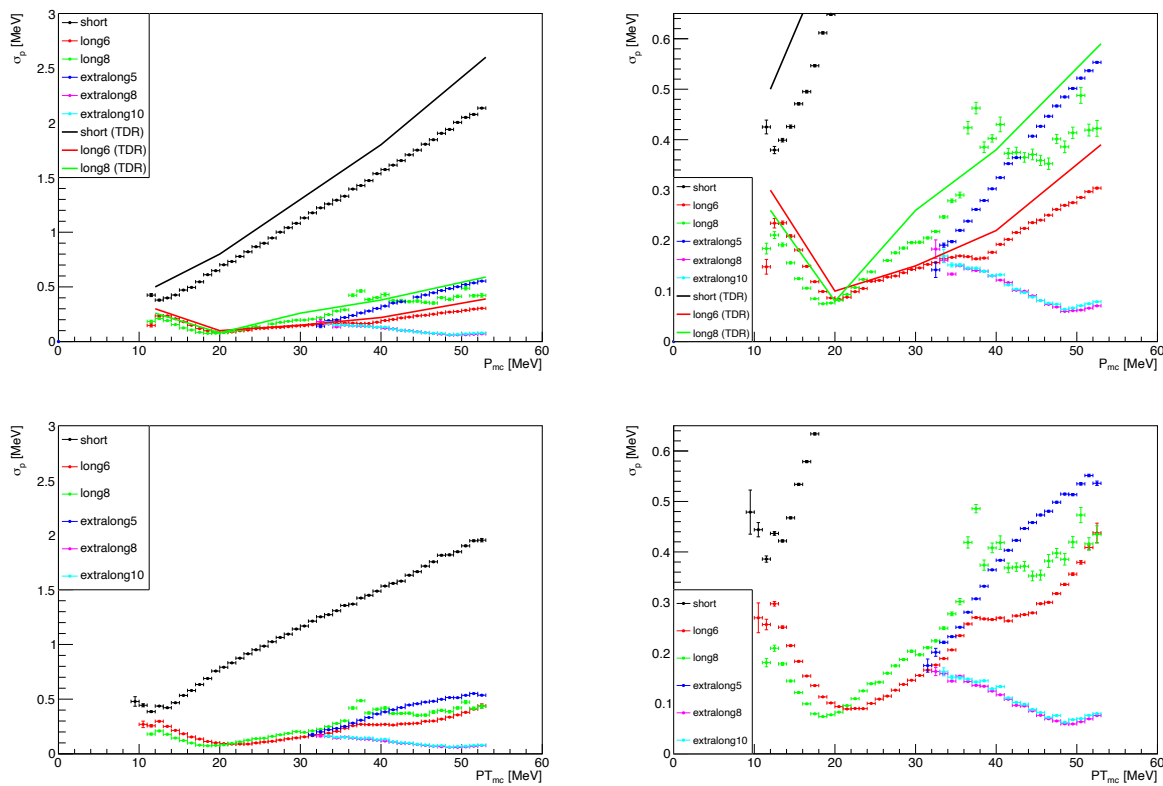 σp [MeV]
3
2.5
2
1.5
1
0.5
0
0 10 20 30 40 50 60
Pmc [MeV]
short
long6
long8
extralong5
extralong8
extralong10
short (TDR)
long6 (TDR)
long8 (TDR)
σp [MeV]
0.6
0.5
0.4
0.3
0.2
0.1
0
0 10 20 30 40 50 60
Pmc [MeV]
short
long6
long8
extralong5
extralong8
extralong10
short (TDR)
long6 (TDR)
long8 (TDR)
σp [MeV]
3
2.5
2
1.5
1
0.5
0
0 10 20 30 40 50 60
PTmc [MeV]
short
long6
long8
extralong5
extralong8
extralong10
σp [MeV]
0.6
0.5
0.4
0.3
0.2
0.1
0
0 10 20 30 40 50 60
PTmc [MeV]
short
long6
long8
extralong5
extralong8
extralong10